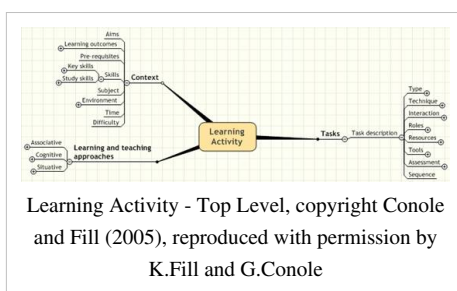 Aims
Learning outcomes
Pre-requisites
Key skills
Study skills
Skills
Context
Subject
Environment
Time
Difficulty
Associative
Cognitive
Situative
Learning and teaching
approaches
Learning
Activity
Tasks
Task description
Type
Technique
Interaction
Roles
Resources
Tools
Assessment
Sequence
Learning Activity - Top Level, copyright Conole
and Fill (2005), reproduced with permission by
K.Fill and G.Conole